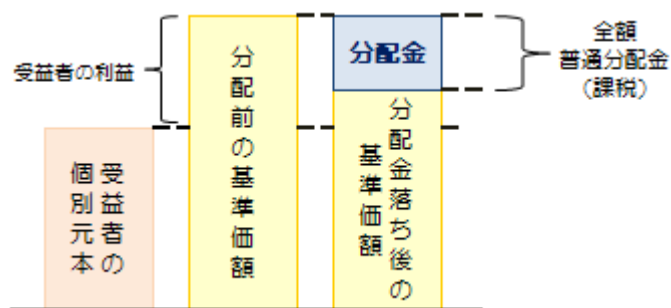 受益者の利益
受益者の
個別元本
分配前の基準価額
分配金
分配金落ち後の
基準価額
全額
普通分配金
(課税)